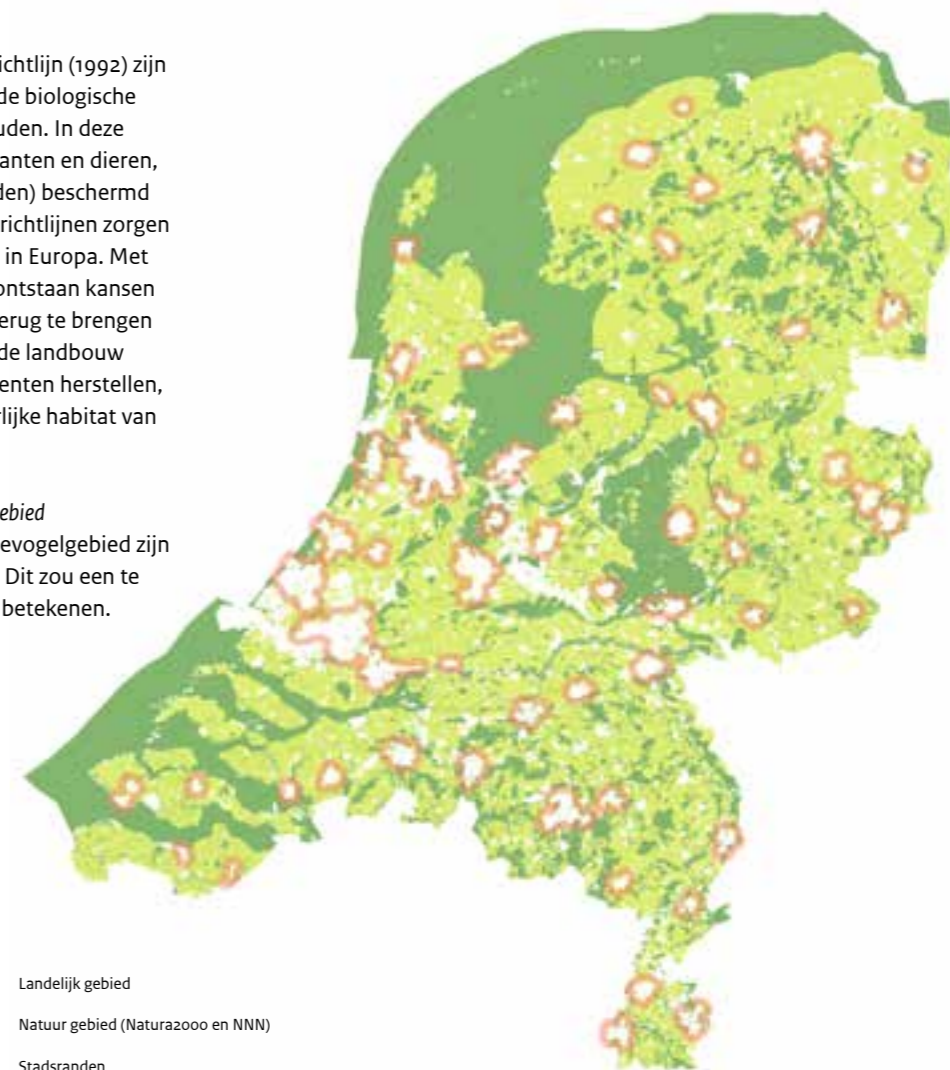 ichtlijn (1992) zijn
de biologische
uden. In deze
anten en dieren,
den) beschermd
richtlijnen zorgen
in Europa. Met
ontstaan kansen
erug te brengen
de landbouw
enten herstellen,
lijke habitat van
ebied
evogelgebied zijn
Dit zou een te
betekenen.
Landelijk gebied
Natuur gebied (Natura2000 en NNN)
Stadsranden